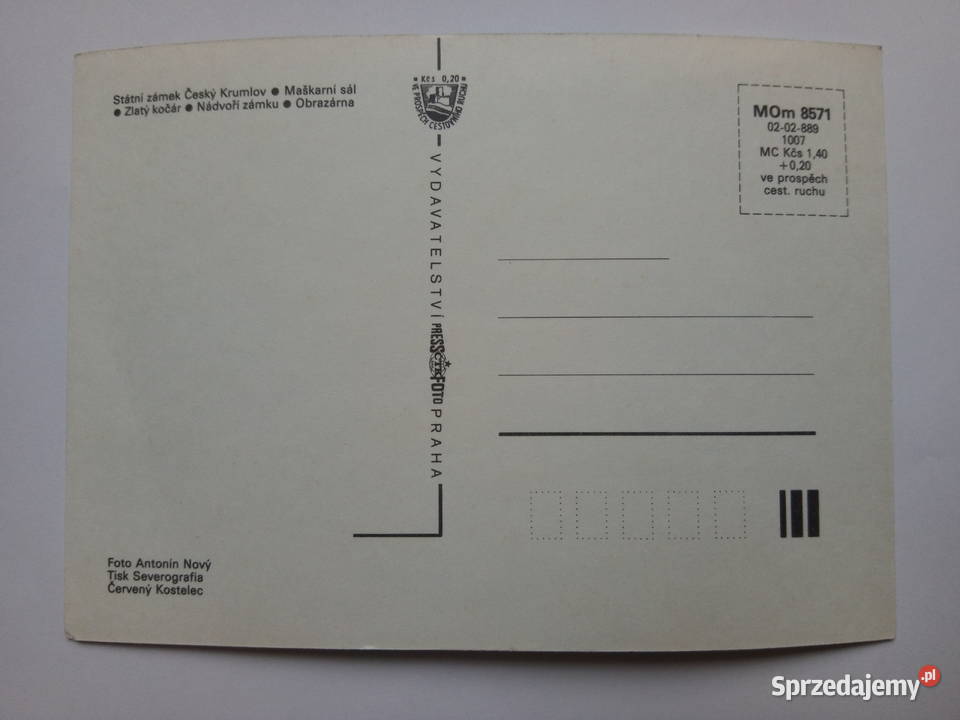 Státní zámek Český Krumlov ● Maškarní sál
● Zlatý kočár ● Nádvoří zámku ● Obrazárna
Kčs 0,20
VE PROSPĚCH CESTOVNÍHO RUCHU
VYDAVATELSTVÍ PRESSFOTO PRAHA
ČTK
MOm 8571
02-02-889
1007
MC Kčs 1,40
+0,20
ve prospěch
cest. ruchu
Foto Antonín Nový
Tisk Severografia
Červený Kostelec
Sprzedajemy.pl